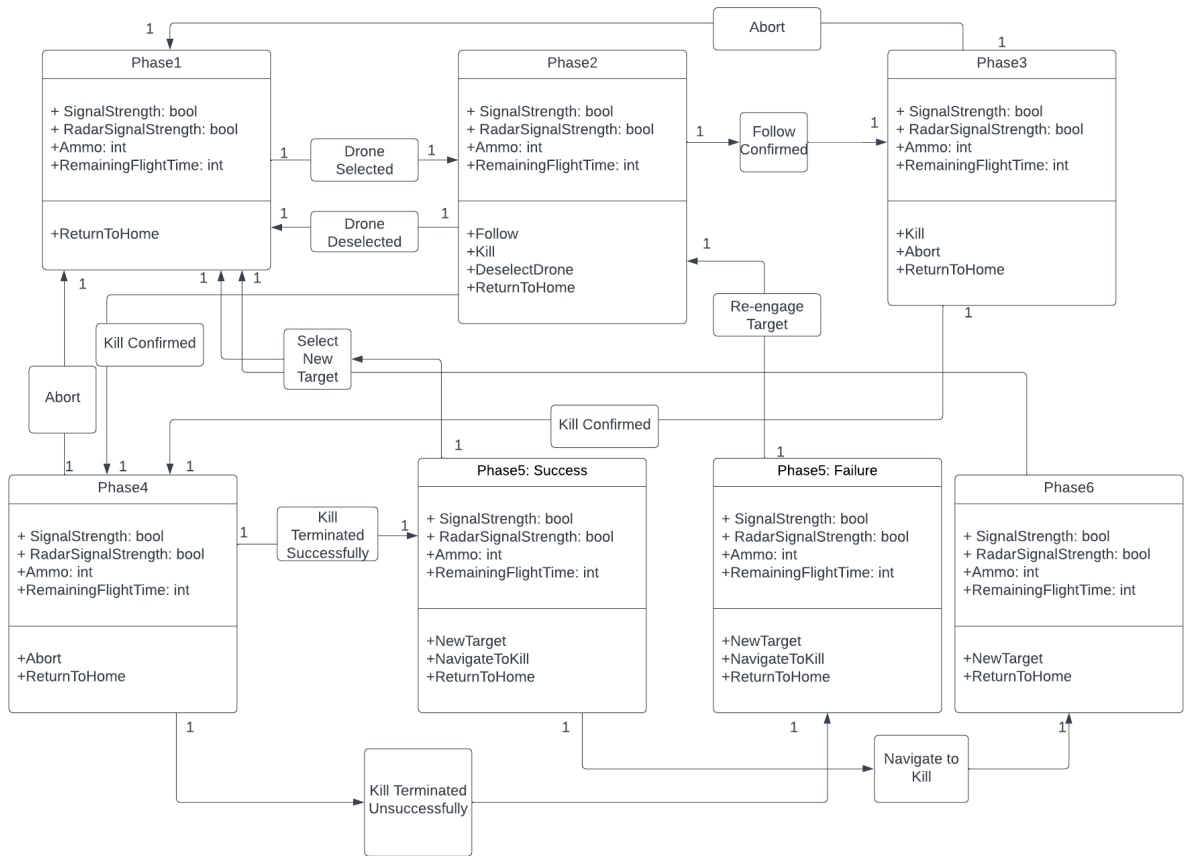 Abort
1
1
Phase1
+ SignalStrength: bool
+ RadarSignalStrength: bool
+Ammo: int
+RemainingFlightTime: int
+ReturnToHome
1
Drone
Selected
1
1
Drone
Deselected
1
Phase2
+ SignalStrength: bool
+ RadarSignalStrength: bool
+Ammo: int
+RemainingFlightTime: int
+Follow
+Kill
+DeselectDrone
+ReturnToHome
1
Follow
Confirmed
1
Phase3
+ SignalStrength: bool
+ RadarSignalStrength: bool
+Ammo: int
+RemainingFlightTime: int
+Kill
+Abort
+ReturnToHome
1
1
1
1
1
Re-engage
Target
1
Kill Confirmed
Select
New
Target
Abort
Kill Confirmed
1
1
1
1
1
Phase4
+ SignalStrength: bool
+ RadarSignalStrength: bool
+Ammo: int
+RemainingFlightTime: int
+Abort
+ReturnToHome
1
Kill
Terminated
Successfully
1
Phase5: Success
+ SignalStrength: bool
+ RadarSignalStrength: bool
+Ammo: int
+RemainingFlightTime: int
+NewTarget
+NavigateToKill
+ReturnToHome
Phase5: Failure
+ SignalStrength: bool
+ RadarSignalStrength: bool
+Ammo: int
+RemainingFlightTime: int
+NewTarget
+NavigateToKill
+ReturnToHome
Phase6
+ SignalStrength: bool
+ RadarSignalStrength: bool
+Ammo: int
+RemainingFlightTime: int
+NewTarget
+ReturnToHome
1
1
1
1
Kill Terminated
Unsuccessfully
Navigate to
Kill